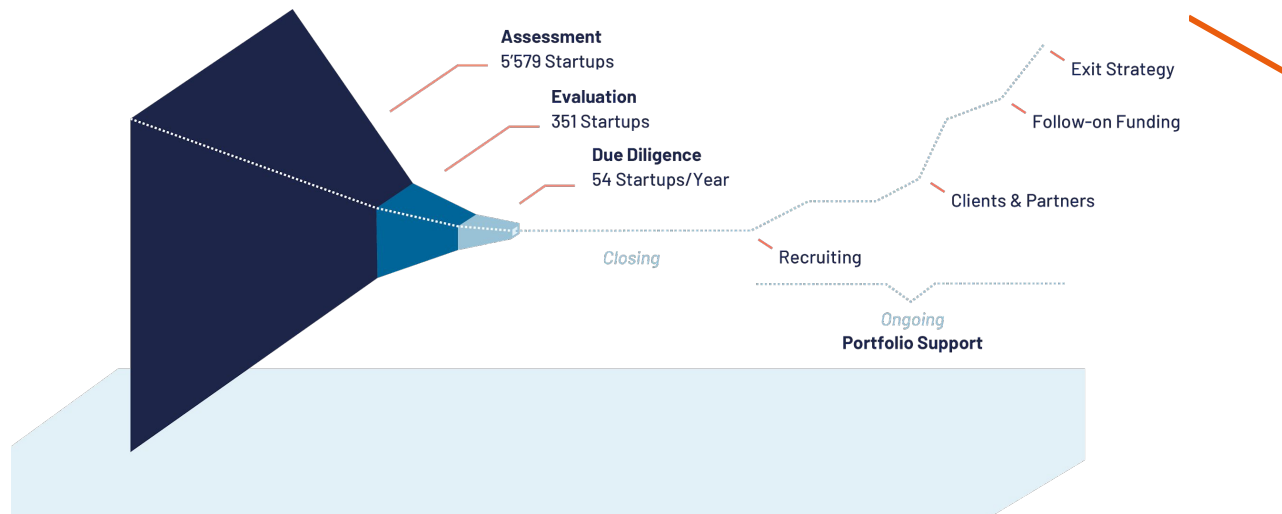 Assessment
5'579 Startups
Evaluation
351 Startups
Due Diligence
54 Startups/Year
Closing
Exit Strategy
Follow-on Funding
Clients & Partners
Recruiting
Ongoing
Portfolio Support